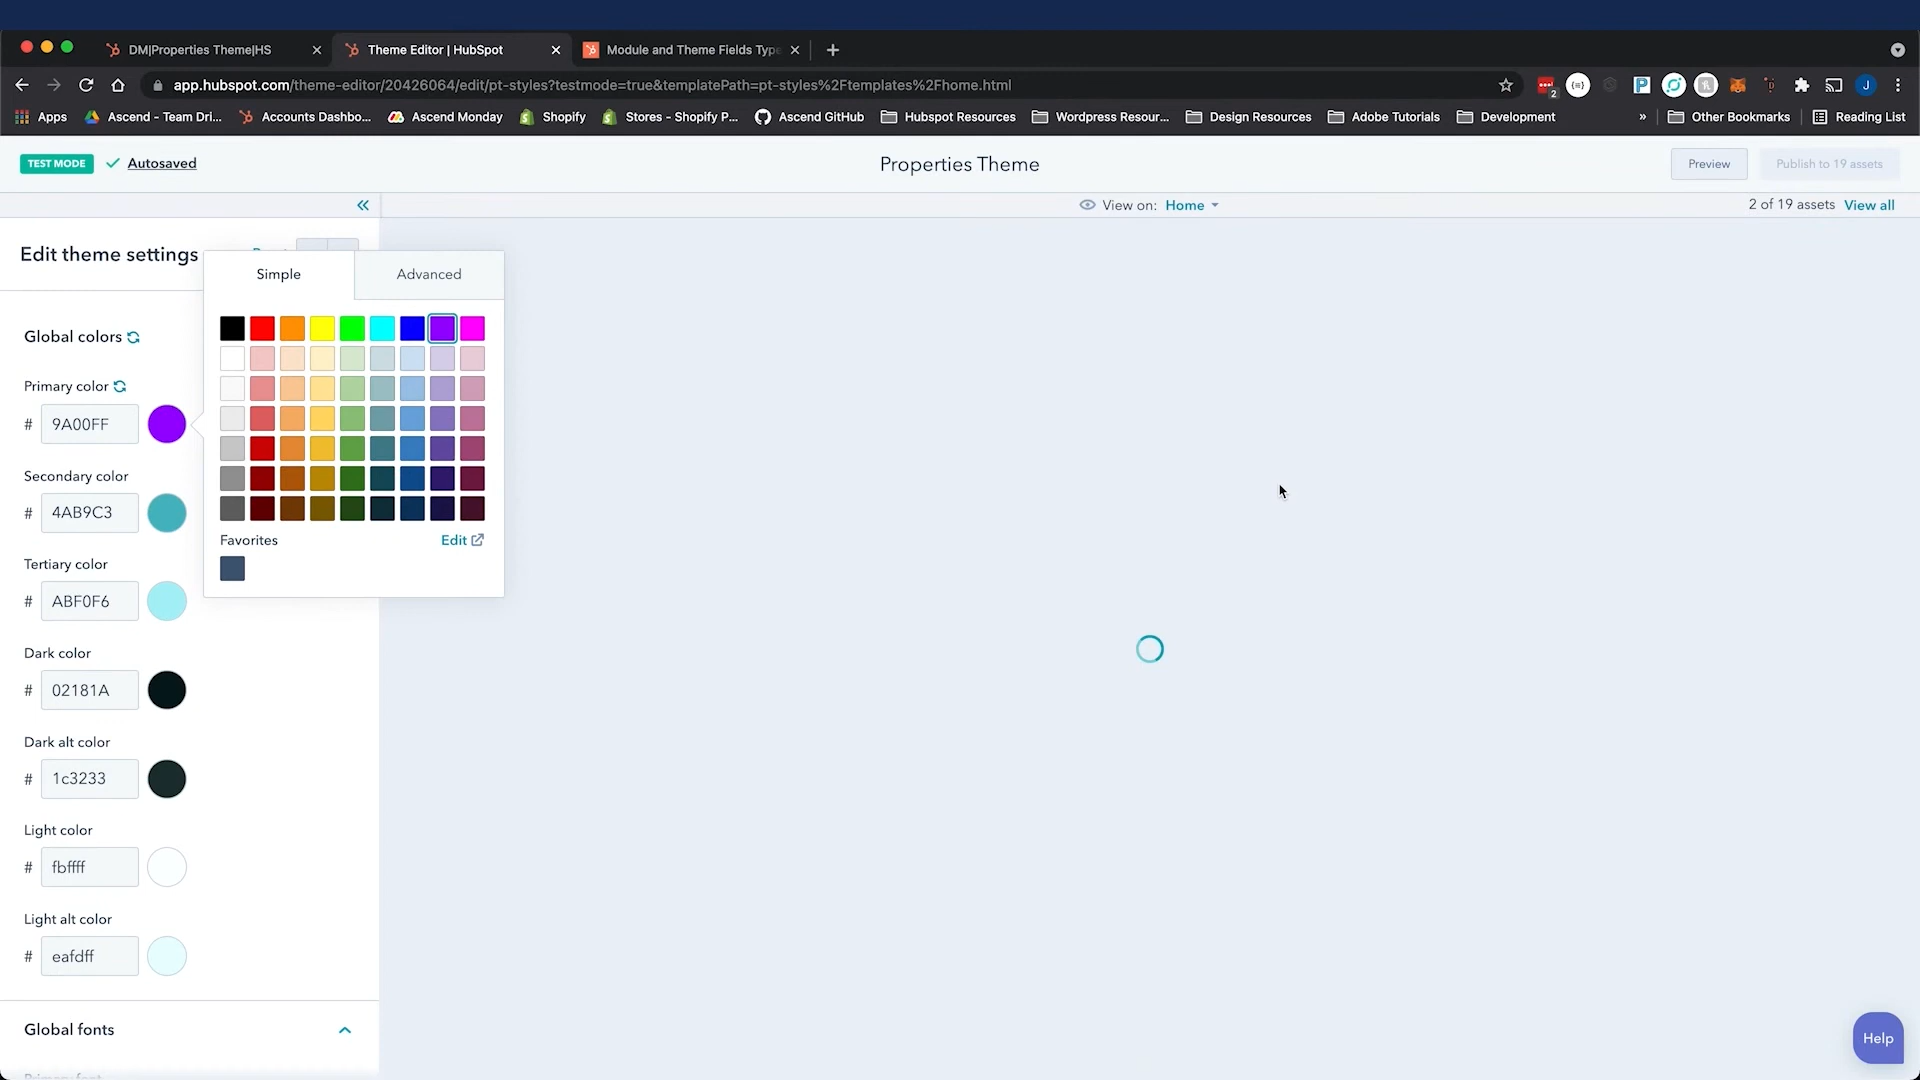 DM|Properties Theme|HS
Theme Editor | HubSpot
Module and Theme Fields Type
app.hubspot.com/theme-editor/20426064/edit/pt-styles?testmode=true&templatePath=pt-styles%2Ftemplates%2Fhome.html
2
J
Apps
Ascend - Team Dri...
Accounts Dashbo...
Ascend Monday
Shopify
Stores - Shopify P...
Ascend GitHub
Hubspot Resources
Wordpress Resour...
Design Resources
Adobe Tutorials
Development
»
Other Bookmarks
Reading List
TEST MODE
Autosaved
Properties Theme
Preview
Publish to 19 assets
View on: Home
2 of 19 assets View all
Edit theme settings
Simple
Advanced
Global colors
Primary color
# 9A00FF
Secondary color
# 4AB9C3
Favorites
Edit
Tertiary color
# ABF0F6
Dark color
# 02181A
Dark alt color
# 1c3233
Light color
# fbffff
Light alt color
# eafdff
Global fonts
Primary font
Help